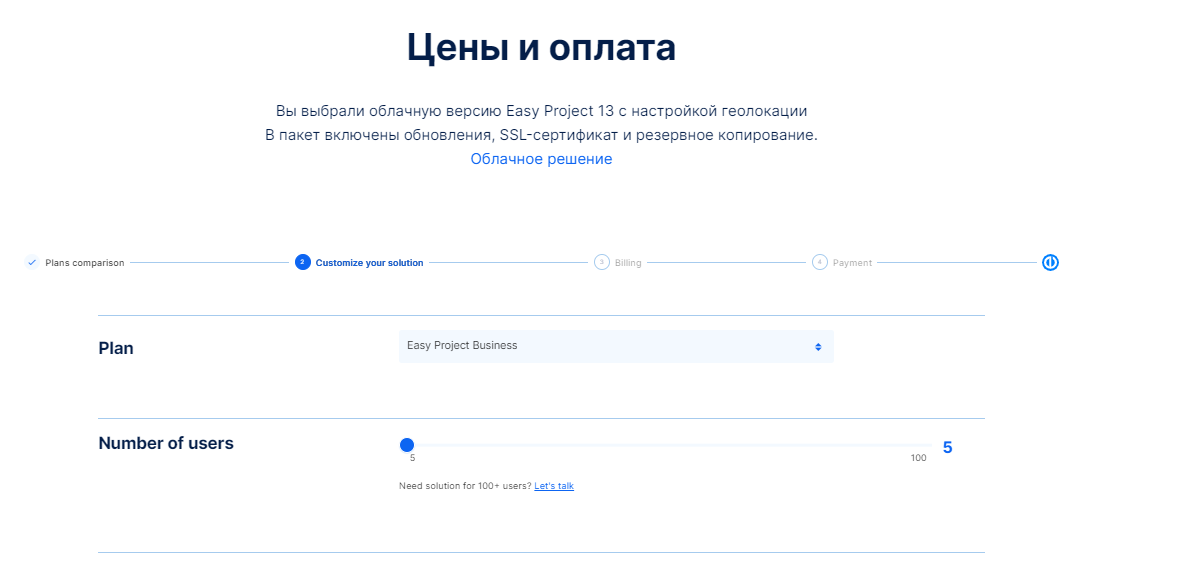 Цены и оплата
Вы выбрали облачную версию Easy Project 13 с настройкой геолокации
В пакет включены обновления, SSL-сертификат и резервное копирование.
Облачное решение
Plans comparison
2 Customize your solution
3 Billing
4 Payment
Plan
Easy Project Business
Number of users
5
5
100
Need solution for 100+ users? Let's talk